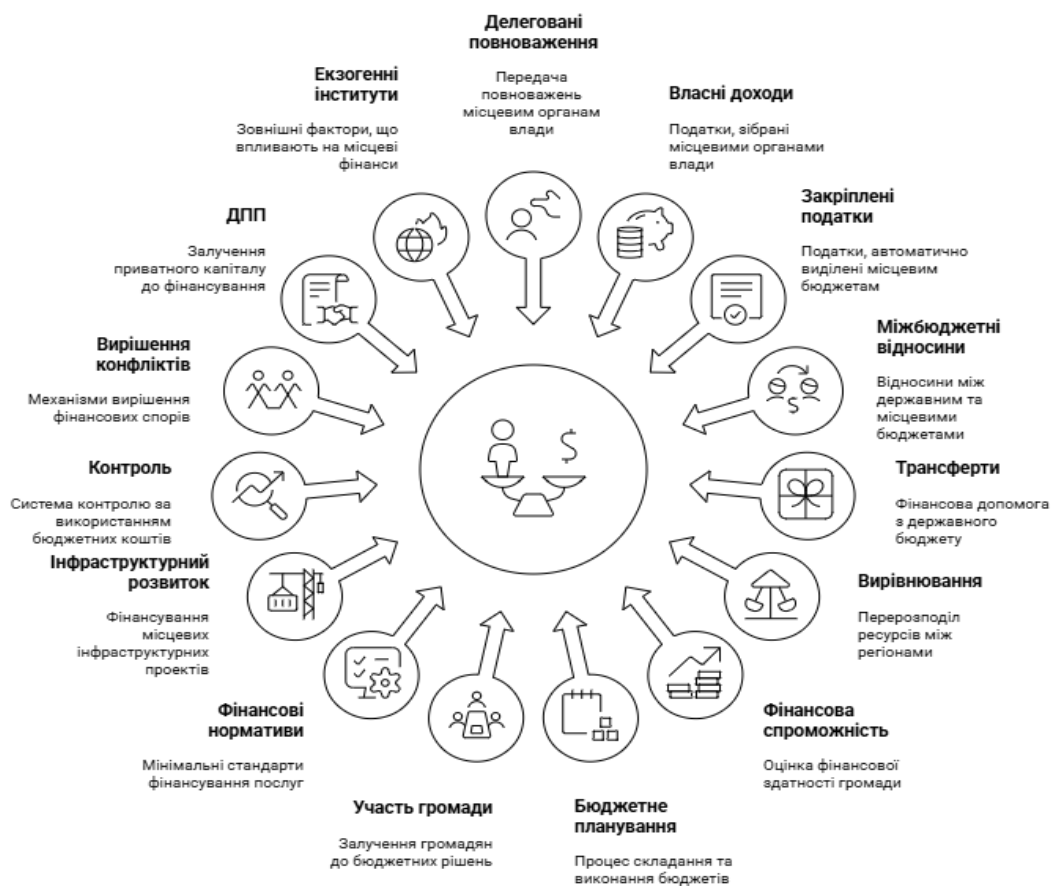 Делеговані
повноваження
Передача
повноважень
місцевим органам
влади
Власні доходи
Податки, зібрані
місцевими органами
влади
Закріплені
податки
Податки, автоматично
виділені місцевим
бюджетам
Міжбюджетні
відносини
Відносини між
державним та
місцевими
бюджетами
Трансферти
Фінансова допомога
з державного
бюджету
Вирівнювання
Перерозподіл
ресурсів між
регіонами
Фінансова
спроможність
Оцінка фінансової
здатності громади
Бюджетне
планування
Процес складання та
виконання бюджетів
Участь громади
Залучення громадян
до бюджетних рішень
Фінансові
нормативи
Мінімальні стандарти
фінансування послуг
Інфраструктурний
розвиток
Фінансування
місцевих
інфраструктурних
проектів
Контроль
Система контролю за
використанням
бюджетних коштів
Вирішення
конфліктів
Механізми вирішення
фінансових спорів
ДПП
Залучення
приватного капіталу
до фінансування
Екзогенні
інститути
Зовнішні фактори, що
впливають на місцеві
фінанси
$
$